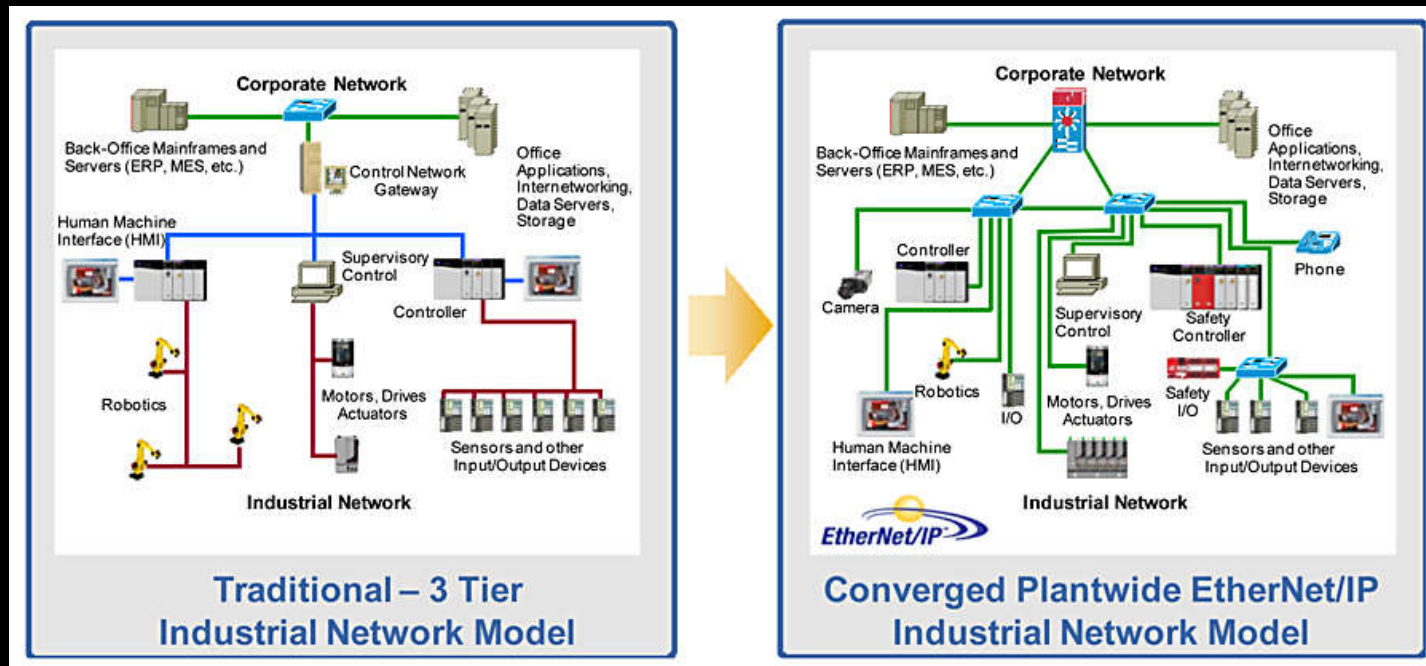 Corporate Network
Back-Office Mainframes and
Servers (ERP, MES, etc.)
Control Network
Gateway
Office
Applications,
Internetworking,
Data Servers,
Storage
Human Machine
Interface (HMI)
Supervisory
Control
Controller
Robotics
Motors, Drives
Actuators
Sensors and other
Input/Output Devices
Industrial Network
Traditional – 3 Tier
Industrial Network Model
Corporate Network
Back-Office Mainframes and
Servers (ERP, MES, etc.)
Office
Applications,
Internetworking,
Data Servers,
Storage
Controller
Camera
Phone
Supervisory
Control
Safety
Controller
Robotics
I/O
Motors, Drives
Actuators
Safety
I/O
Human Machine
Interface (HMI)
Sensors and other
Input/Output Devices
Industrial Network
EtherNet/IP
Converged Plantwide EtherNet/IP
Industrial Network Model